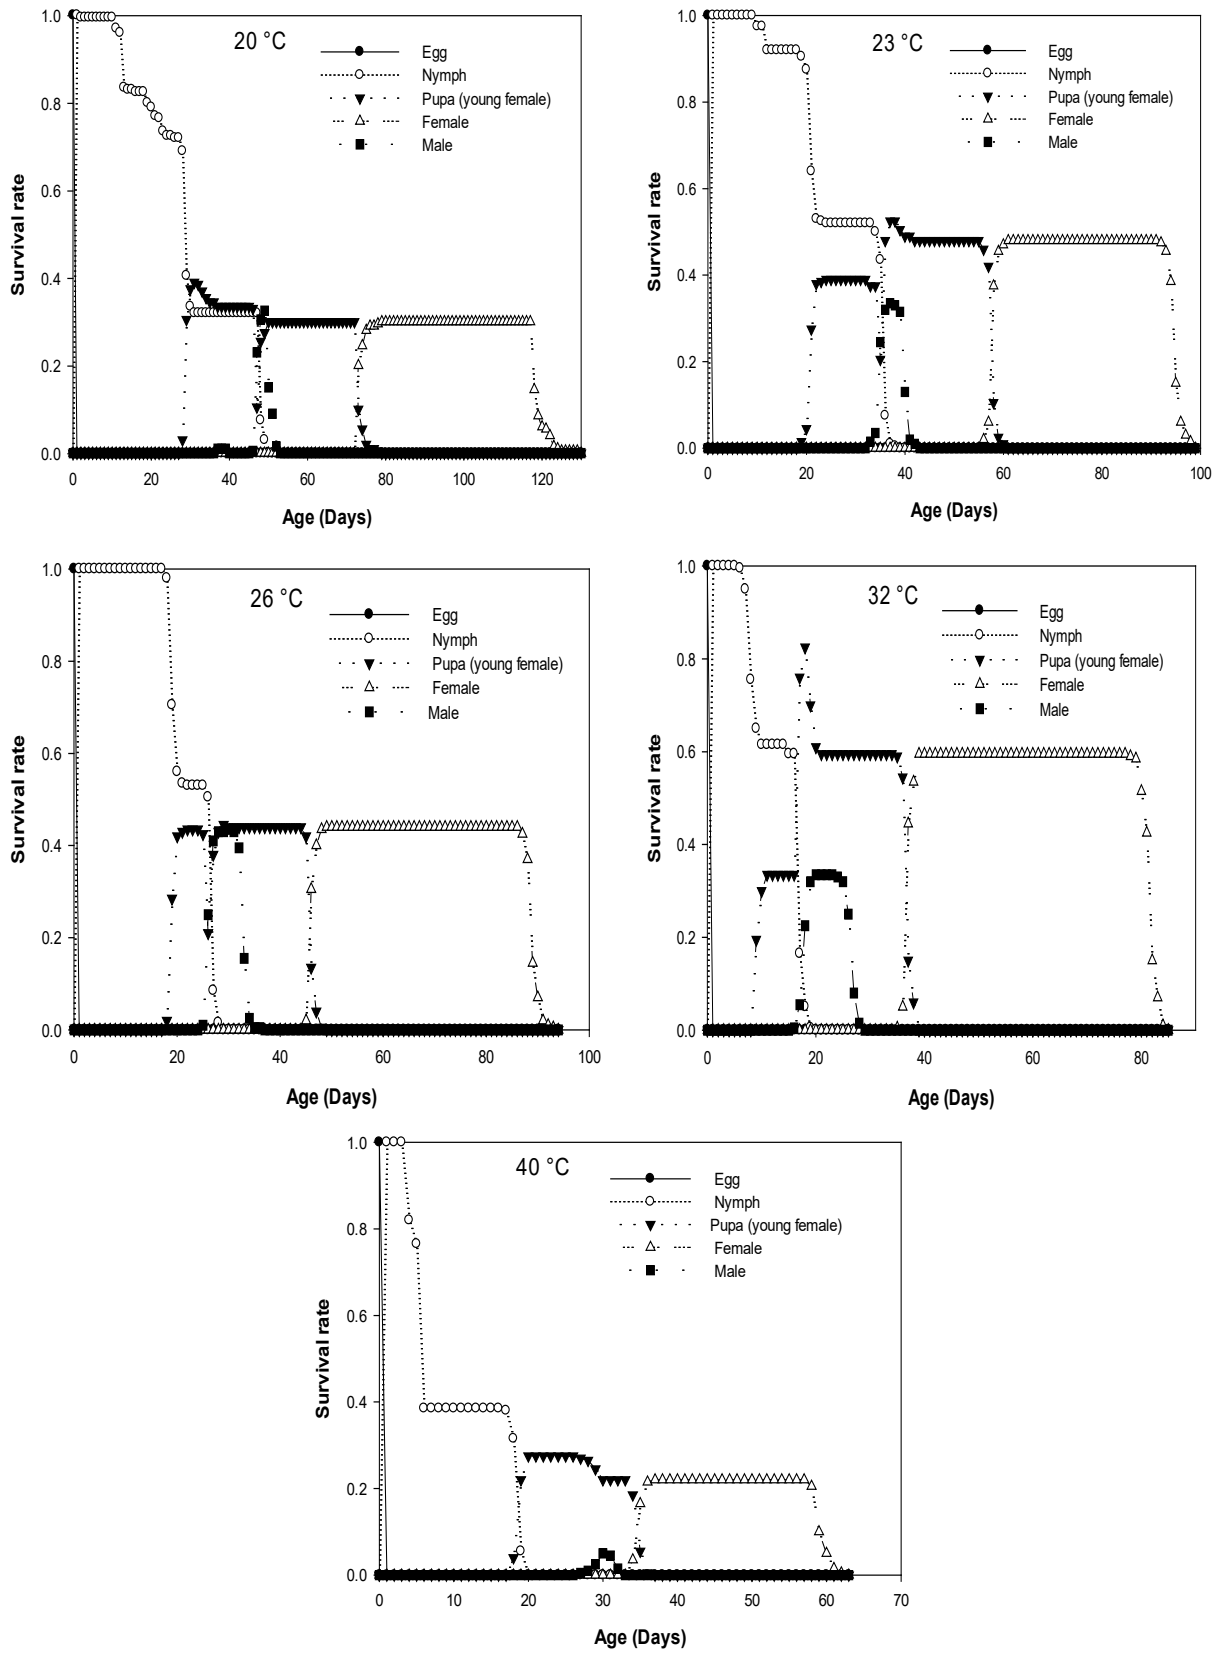 20 °C
Egg
Nymph
Pupa (young female)
Female
Male
Survival rate
1.0
0.8
0.6
0.4
0.2
0.0
0 20 40 60 80 100 120
Age (Days)
23 °C
Egg
Nymph
Pupa (young female)
Female
Male
Survival rate
1.0
0.8
0.6
0.4
0.2
0.0
0 20 40 60 80 100
Age (Days)
26 °C
Egg
Nymph
Pupa (young female)
Female
Male
Survival rate
1.0
0.8
0.6
0.4
0.2
0.0
0 20 40 60 80 100
Age (Days)
32 °C
Egg
Nymph
Pupa (young female)
Female
Male
Survival rate
1.0
0.8
0.6
0.4
0.2
0.0
0 20 40 60 80
Age (Days)
40 °C
Egg
Nymph
Pupa (young female)
Female
Male
Survival rate
1.0
0.8
0.6
0.4
0.2
0.0
0 10 20 30 40 50 60 70
Age (Days)